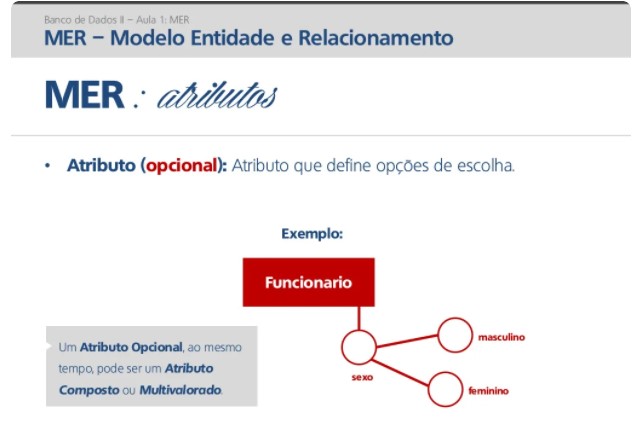 Banco de Dados II – Aula 1: MER
MER – Modelo Entidade e Relacionamento
MER : atributos
• Atributo (opcional): Atributo que define opções de escolha.
Exemplo:
Funcionario
masculino
sexo
feminino
Um Atributo Opcional, ao mesmo
tempo, pode ser um Atributo
Composto ou Multivalorado.